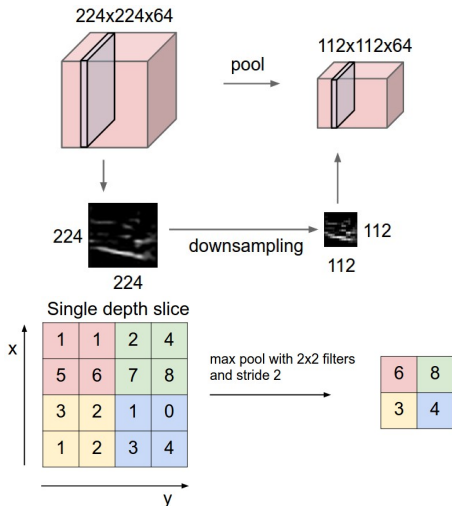 224x224x64
112x112x64
pool
224
downsampling
112
224
112
Single depth slice
x
1 1 2 4
5 6 7 8
3 2 1 0
1 2 3 4
y
max pool with 2x2 filters
and stride 2
6 8
3 4